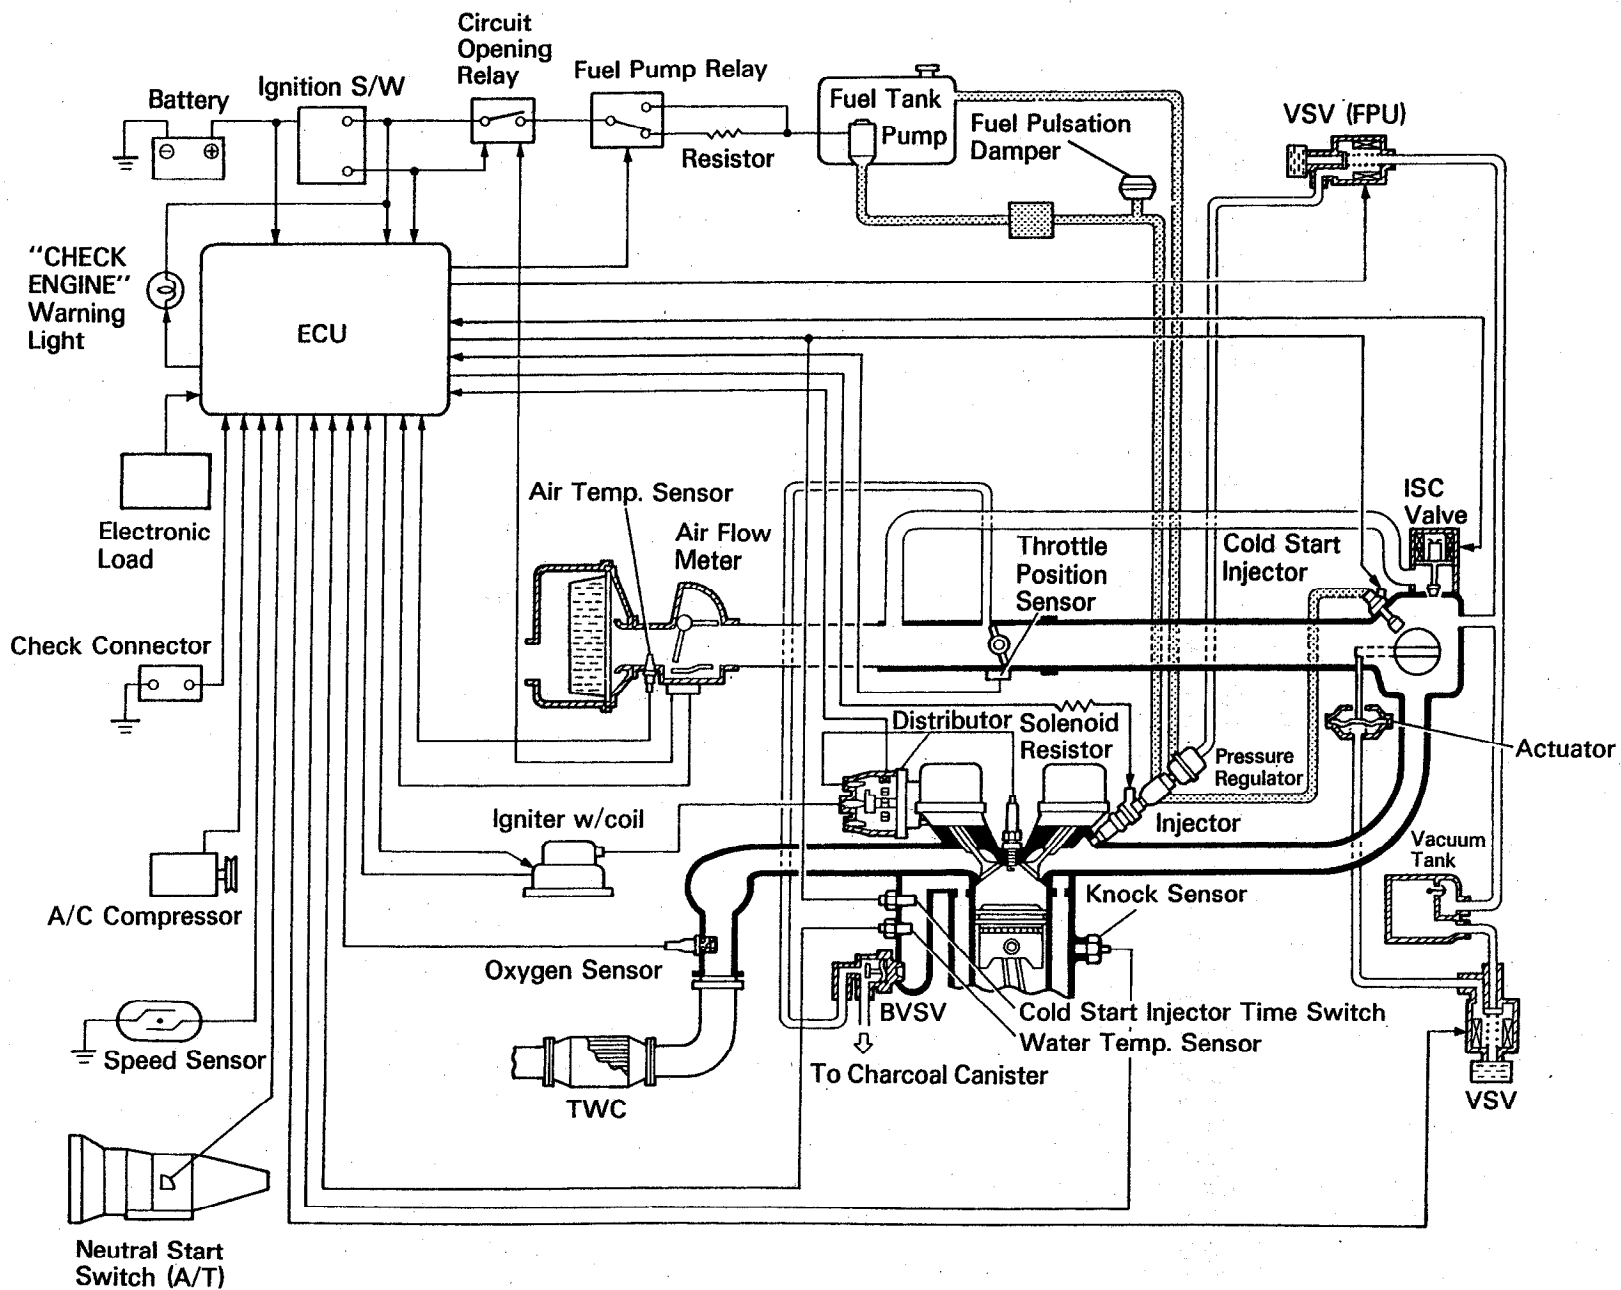 Circuit
Opening
Relay
Fuel Pump Relay
Ignition S/W
Battery
Fuel Tank
Pump
Resistor
Fuel Pulsation
Damper
VSV (FPU)
"CHECK
ENGINE"
Warning
Light
ECU
Electronic
Load
Air Temp. Sensor
Air Flow
Meter
Throttle
Position
Sensor
Cold Start
Injector
ISC
Valve
Check Connector
Distributor
Solenoid
Resistor
Pressure
Regulator
Actuator
Igniter w/coil
Injector
Vacuum
Tank
A/C Compressor
Knock Sensor
Oxygen Sensor
BVSV
Cold Start Injector Time Switch
Water Temp. Sensor
Speed Sensor
To Charcoal Canister
TWC
VSV
Neutral Start
Switch (A/T)